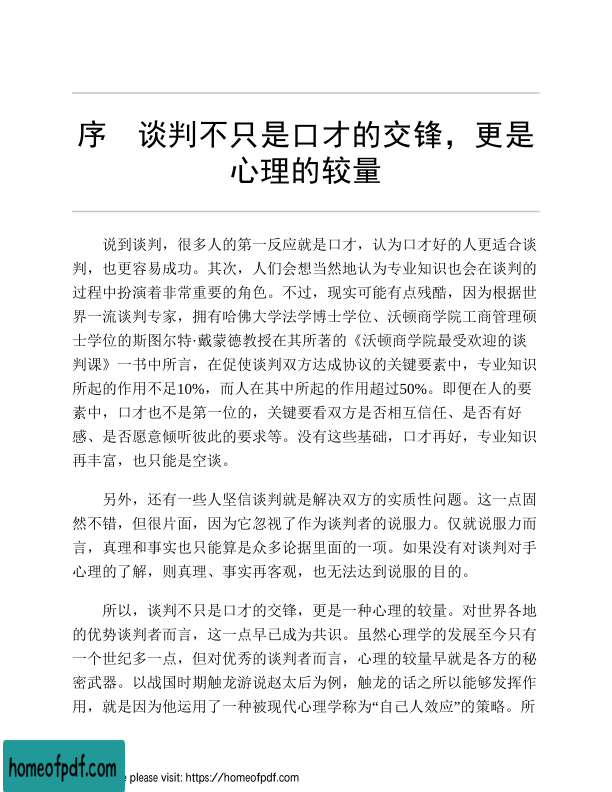 序　谈判不只是口才的交锋，更是
心理的较量
说到谈判，很多人的第一反应就是口才，认为口才好的人更适合谈
判，也更容易成功。其次，人们会想当然地认为专业知识也会在谈判的
过程中扮演着非常重要的角色。不过，现实可能有点残酷，因为根据世
界一流谈判专家，拥有哈佛大学法学博士学位、沃顿商学院工商管理硕
士学位的斯图尔特·戴蒙德教授在其所著的《沃顿商学院最受欢迎的谈
判课》一书中所言，在促使谈判双方达成协议的关键要素中，专业知识
所起的作用不足10%，而人在其中所起的作用超过50%。即便在人的要
素中，口才也不是第一位的，关键要看双方是否相互信任、是否有好
感、是否愿意倾听彼此的要求等。没有这些基础，口才再好，专业知识
再丰富，也只能是空谈。
另外，还有一些人坚信谈判就是解决双方的实质性问题。这一点固
然不错，但很片面，因为它忽视了作为谈判者的说服力。仅就说服力而
言，真理和事实也只能算是众多论据里面的一项。如果没有对谈判对手
心理的了解，则真理、事实再客观，也无法达到说服的目的。
所以，谈判不只是口才的交锋，更是一种心理的较量。对世界各地
的优势谈判者而言，这一点早已成为共识。虽然心理学的发展至今只有
一个世纪多一点，但对优秀的谈判者而言，心理的较量早就是各方的秘
密武器。以战国时期触龙游说赵太后为例，触龙的话之所以能够发挥作
用，就是因为他运用了一种被现代心理学称为“自己人效应”的策略。所
homeofpdf.com
e please visit: https://homeofpdf.com